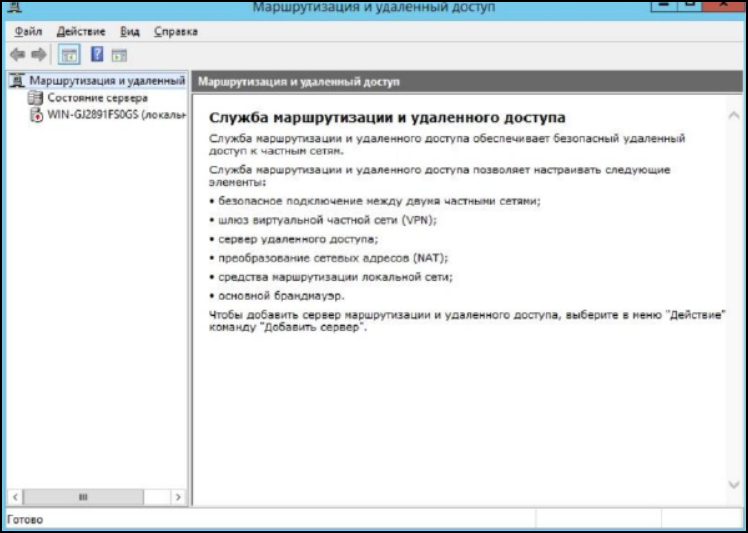 Маршрутизация и удаленный доступ
Файл Действие Вид Справка
Маршрутизация и удаленный
Состояние сервера
WIN-GJ2891FS0GS (локальн
Маршрутизация и удаленный доступ
Служба маршрутизации и удаленного доступа
Служба маршрутизации и удаленного доступа обеспечивает безопасный удаленный
доступ к частным сетям.
Служба маршрутизации и удаленного доступа позволяет настраивать следующие
элементы:
• безопасное подключение между двумя частными сетями;
• шлюз виртуальной частной сети (VPN);
• сервер удаленного доступа;
• преобразование сетевых адресов (NAT);
• средства маршрутизации локальной сети;
• основной брандмауэр.
Чтобы добавить сервер маршрутизации и удаленного доступа, выберите в меню "Действие"
команду "Добавить сервер".
Готово